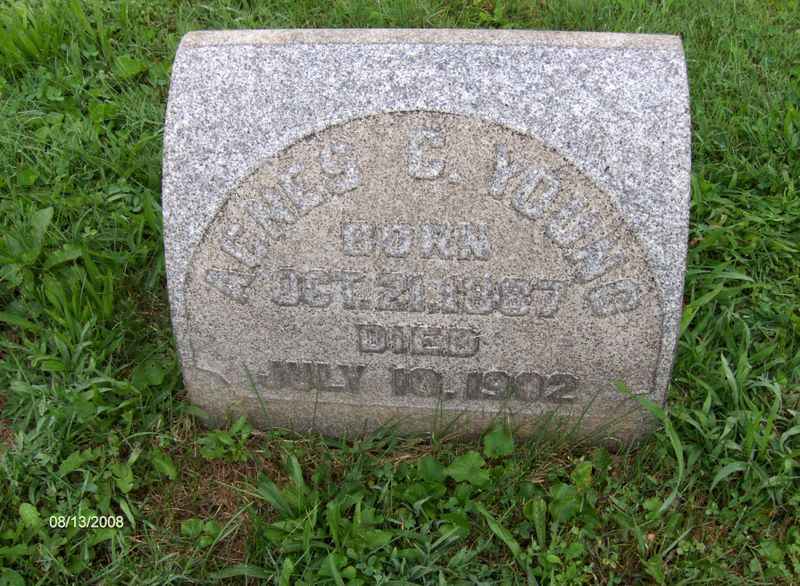 AGNES C. YOUNG
BORN
OCT. 21. 1887
DIED
JULY 10. 1902
08/13/2008